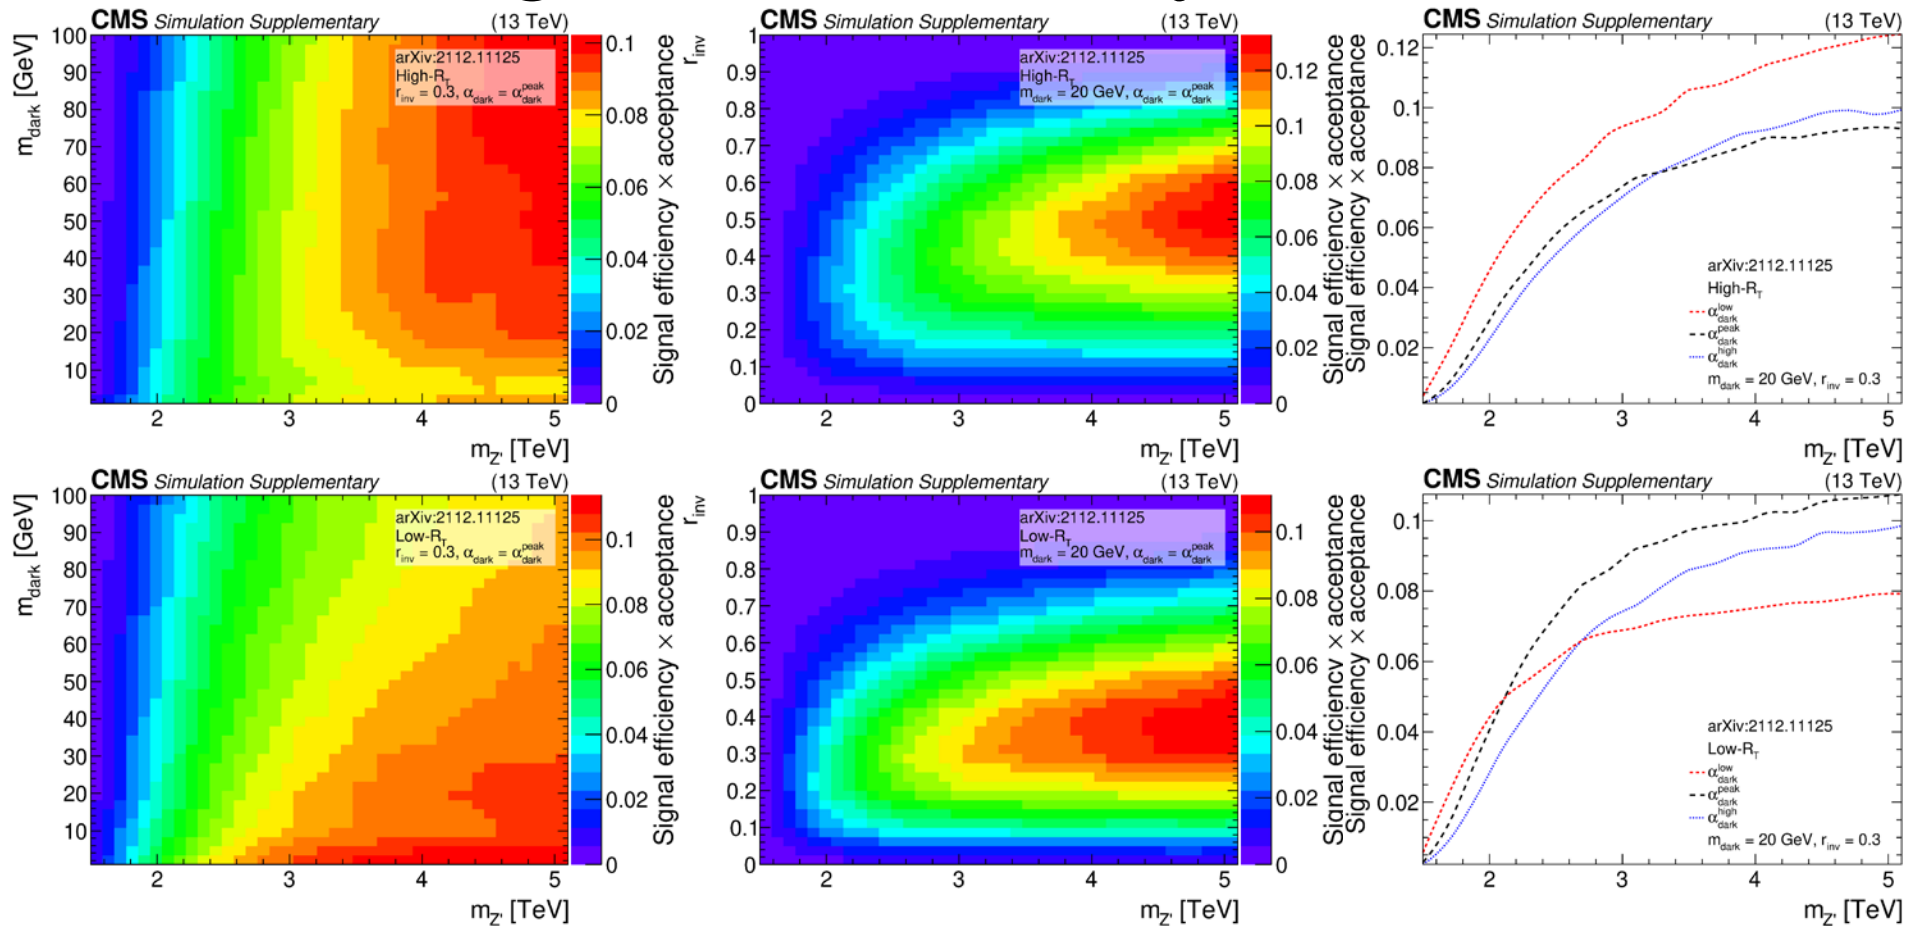 CMS Simulation Supplementary (13 TeV)
m_dark [GeV]
100
90
80
70
60
50
40
30
20
10
arXiv:2112.11125
High-R_T
r_inv = 0.3, α_dark = α_dark^peak
2 3 4 5
m_Z' [TeV]
0.1
0.08
0.06
0.04
0.02
0
Signal efficiency × acceptance
CMS Simulation Supplementary (13 TeV)
r_inv
1
0.9
0.8
0.7
0.6
0.5
0.4
0.3
0.2
0.1
0
arXiv:2112.11125
High-R_T
m_dark = 20 GeV, α_dark = α_dark^peak
2 3 4 5
m_Z' [TeV]
0.12
0.1
0.08
0.06
0.04
0.02
0
Signal efficiency × acceptance
CMS Simulation Supplementary (13 TeV)
Signal efficiency × acceptance
0.12
0.1
0.08
0.06
0.04
0.02
arXiv:2112.11125
High-R_T
α_dark^low
α_dark^peak
α_dark^high
m_dark = 20 GeV, r_inv = 0.3
2 3 4 5
m_Z' [TeV]
CMS Simulation Supplementary (13 TeV)
m_dark [GeV]
100
90
80
70
60
50
40
30
20
10
arXiv:2112.11125
Low-R_T
r_inv = 0.3, α_dark = α_dark^peak
2 3 4 5
m_Z' [TeV]
0.1
0.08
0.06
0.04
0.02
0
Signal efficiency × acceptance
CMS Simulation Supplementary (13 TeV)
r_inv
1
0.9
0.8
0.7
0.6
0.5
0.4
0.3
0.2
0.1
0
arXiv:2112.11125
Low-R_T
m_dark = 20 GeV, α_dark = α_dark^peak
2 3 4 5
m_Z' [TeV]
0.1
0.08
0.06
0.04
0.02
0
Signal efficiency × acceptance
CMS Simulation Supplementary (13 TeV)
Signal efficiency × acceptance
0.1
0.08
0.06
0.04
0.02
arXiv:2112.11125
Low-R_T
α_dark^low
α_dark^peak
α_dark^high
m_dark = 20 GeV, r_inv = 0.3
2 3 4 5
m_Z' [TeV]